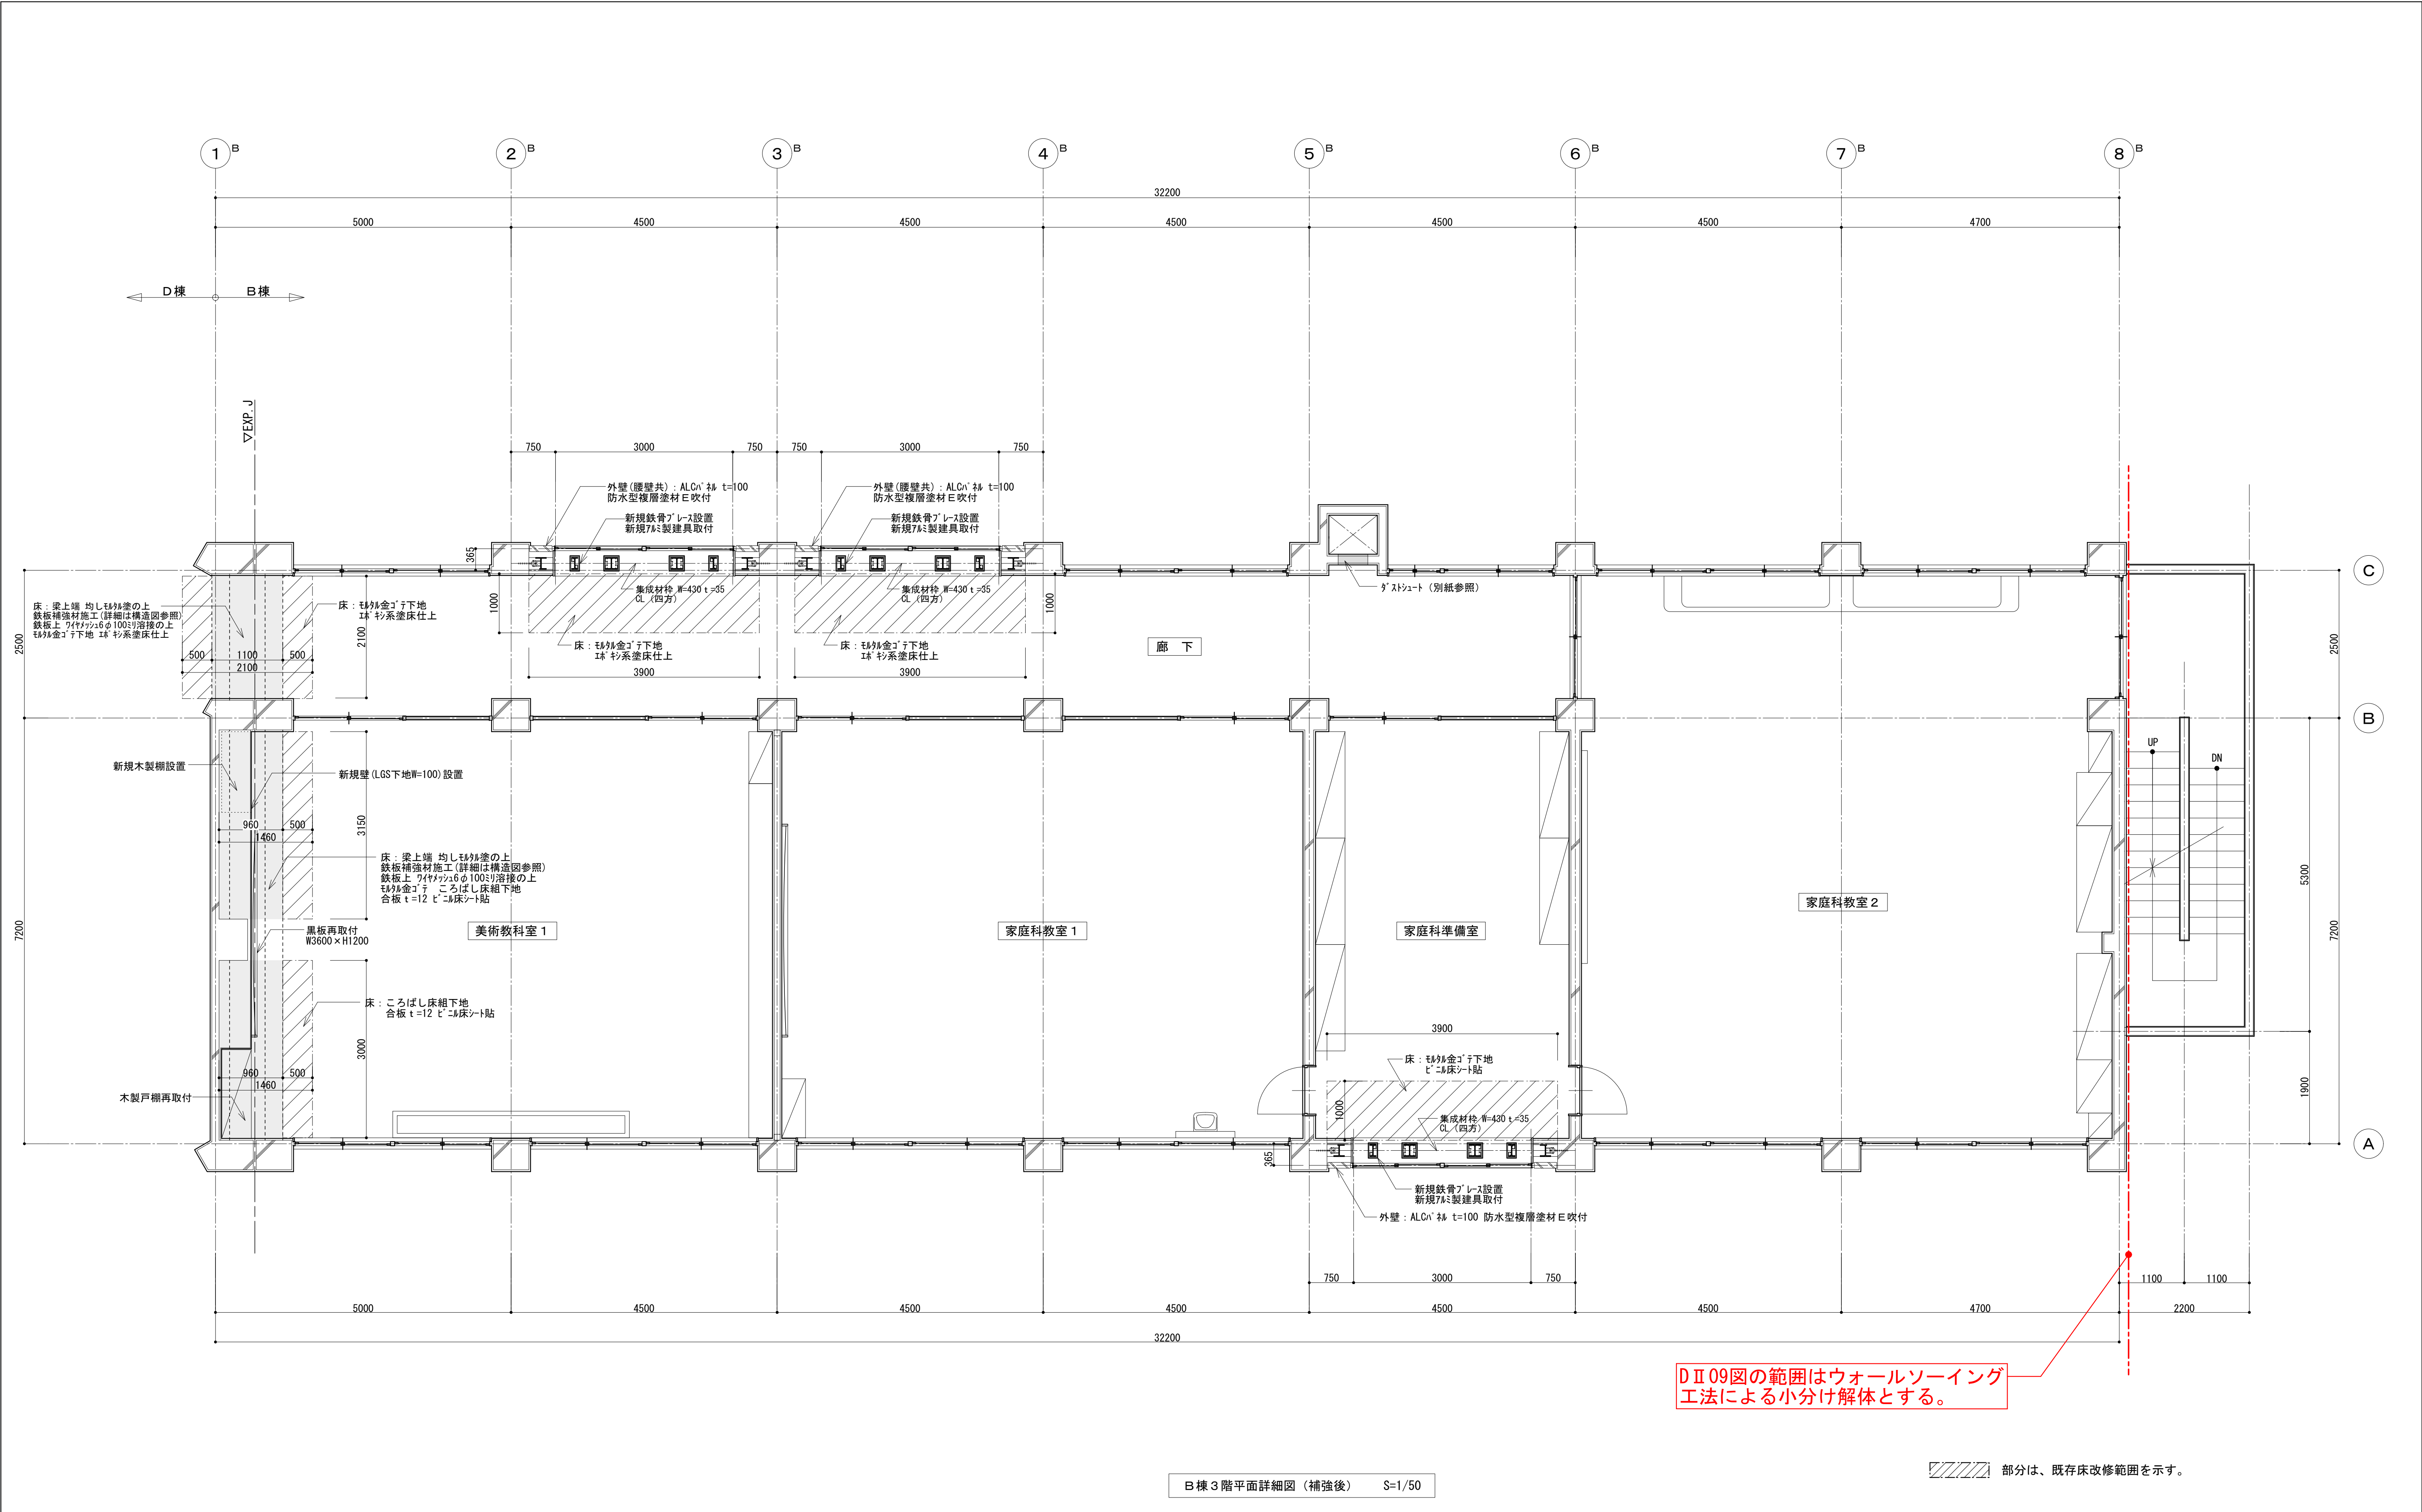 1 B
2 B
3 B
4 B
5 B
6 B
7 B
8 B
32200
5000
4500
4500
4500
4500
4500
4700
D棟
B棟
▽EXP.J
750
3000
750
750
3000
750
外壁(腰壁共)：ALCﾊﾟﾈﾙ t=100
防水型複層塗材E吹付
外壁(腰壁共)：ALCﾊﾟﾈﾙ t=100
防水型複層塗材E吹付
新規鉄骨ﾌﾞﾚｰｽ設置
新規ｱﾙﾐ製建具取付
新規鉄骨ﾌﾞﾚｰｽ設置
新規ｱﾙﾐ製建具取付
365
C
集成材枠 W=430 t=35
CL（四方）
集成材枠 W=430 t=35
CL（四方）
ﾀﾞｽﾄｼｭｰﾄ（別紙参照）
1000
1000
床：梁上端 均しﾓﾙﾀﾙ塗の上
鉄板補強材施工(詳細は構造図参照)
鉄板上 ﾜｲﾔﾒｯｼｭ6φ100ﾐﾘ溶接の上
ﾓﾙﾀﾙ金ｺﾞﾃ下地 ｴﾎﾟｷｼ系塗床仕上
床：ﾓﾙﾀﾙ金ｺﾞﾃ下地
ｴﾎﾟｷｼ系塗床仕上
2100
2500
2500
500
1100
500
2100
床：ﾓﾙﾀﾙ金ｺﾞﾃ下地
ｴﾎﾟｷｼ系塗床仕上
3900
床：ﾓﾙﾀﾙ金ｺﾞﾃ下地
ｴﾎﾟｷｼ系塗床仕上
3900
廊　下
B
UP
DN
新規木製棚設置
新規壁(LGS下地W=100)設置
960
500
1460
3150
床：梁上端 均しﾓﾙﾀﾙ塗の上
鉄板補強材施工(詳細は構造図参照)
鉄板上 ﾜｲﾔﾒｯｼｭ6φ100ﾐﾘ溶接の上
ﾓﾙﾀﾙ金ｺﾞﾃ ころばし床組下地
合板 t=12 ﾋﾞﾆﾙ床ｼｰﾄ貼
黒板再取付
W3600×H1200
美術教科室1
家庭科教室1
家庭科準備室
家庭科教室2
7200
5300
7200
床：ころばし床組下地
合板 t=12 ﾋﾞﾆﾙ床ｼｰﾄ貼
3000
960
500
1460
木製戸棚再取付
3900
床：ﾓﾙﾀﾙ金ｺﾞﾃ下地
ﾋﾞﾆﾙ床ｼｰﾄ貼
1000
集成材枠 W=430 t=35
CL（四方）
1900
A
365
新規鉄骨ﾌﾞﾚｰｽ設置
新規ｱﾙﾐ製建具取付
外壁：ALCﾊﾟﾈﾙ t=100 防水型複層塗材E吹付
750
3000
750
1100
1100
5000
4500
4500
4500
4500
4500
4700
2200
32200
DⅡ09図の範囲はウォールソーイング
工法による小分け解体とする。
部分は、既存床改修範囲を示す。
B棟3階平面詳細図（補強後）　S=1/50